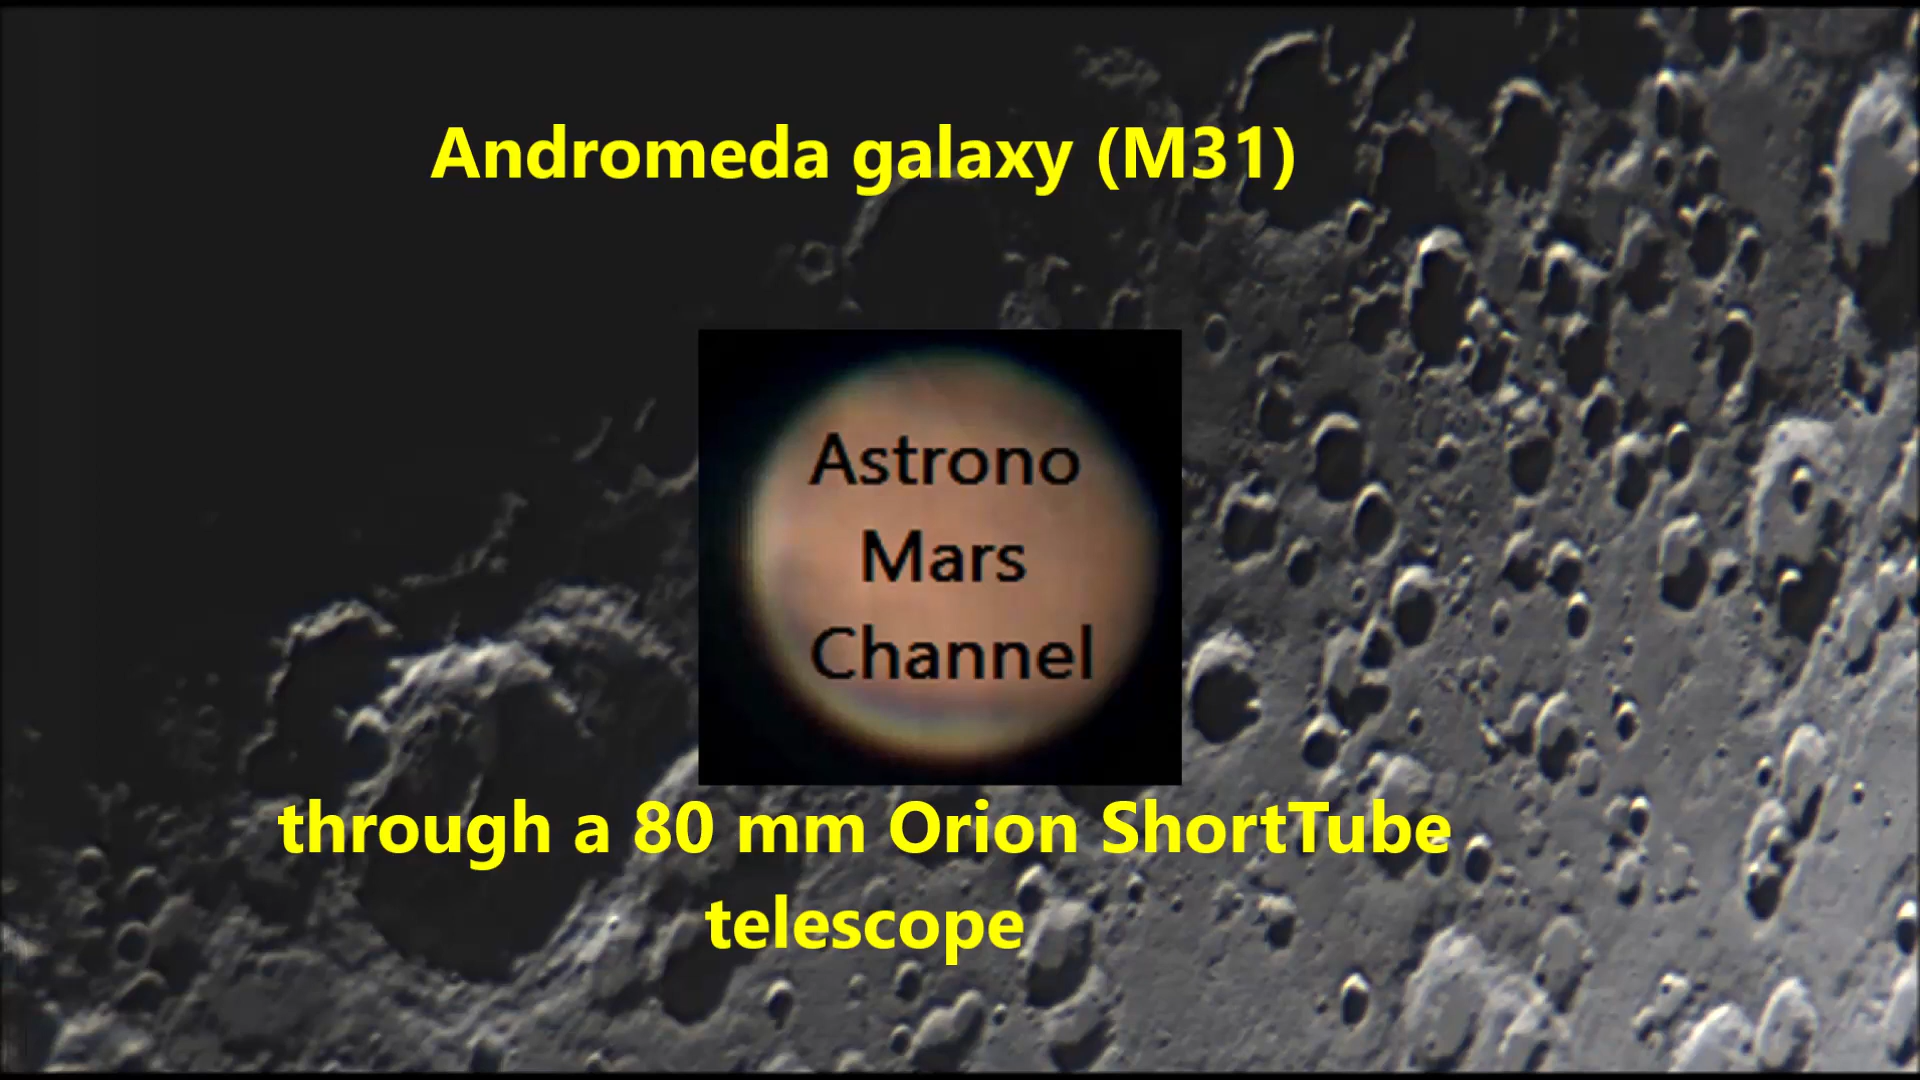 Andromeda galaxy (M31)
Astrono
Mars
Channel
through a 80 mm Orion ShortTube
telescope